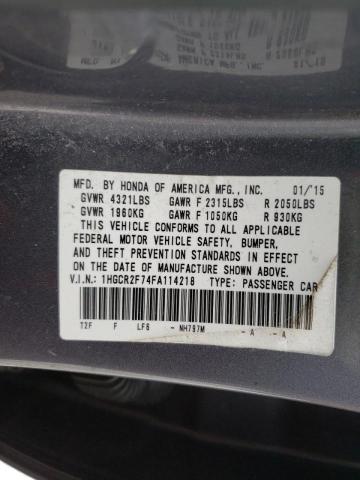 MFD. BY HONDA OF AMERICA MFG., INC. 01/'15
GVWR 4321LBS GAWR F 2315LBS R 2050LBS
GVWR 1960KG GAWR F 1050KG R 930KG
THIS VEHICLE CONFORMS TO ALL APPLICABLE
FEDERAL MOTOR VEHICLE SAFETY, BUMPER,
AND THEFT PREVENTION STANDARDS IN EFFECT
ON THE DATE OF MANUFACTURE SHOWN ABOVE.
V.I.N.: 1HGCR2F74FA114218 TYPE: PASSENGER CAR
T2F F LF6 - NH797M - A - A